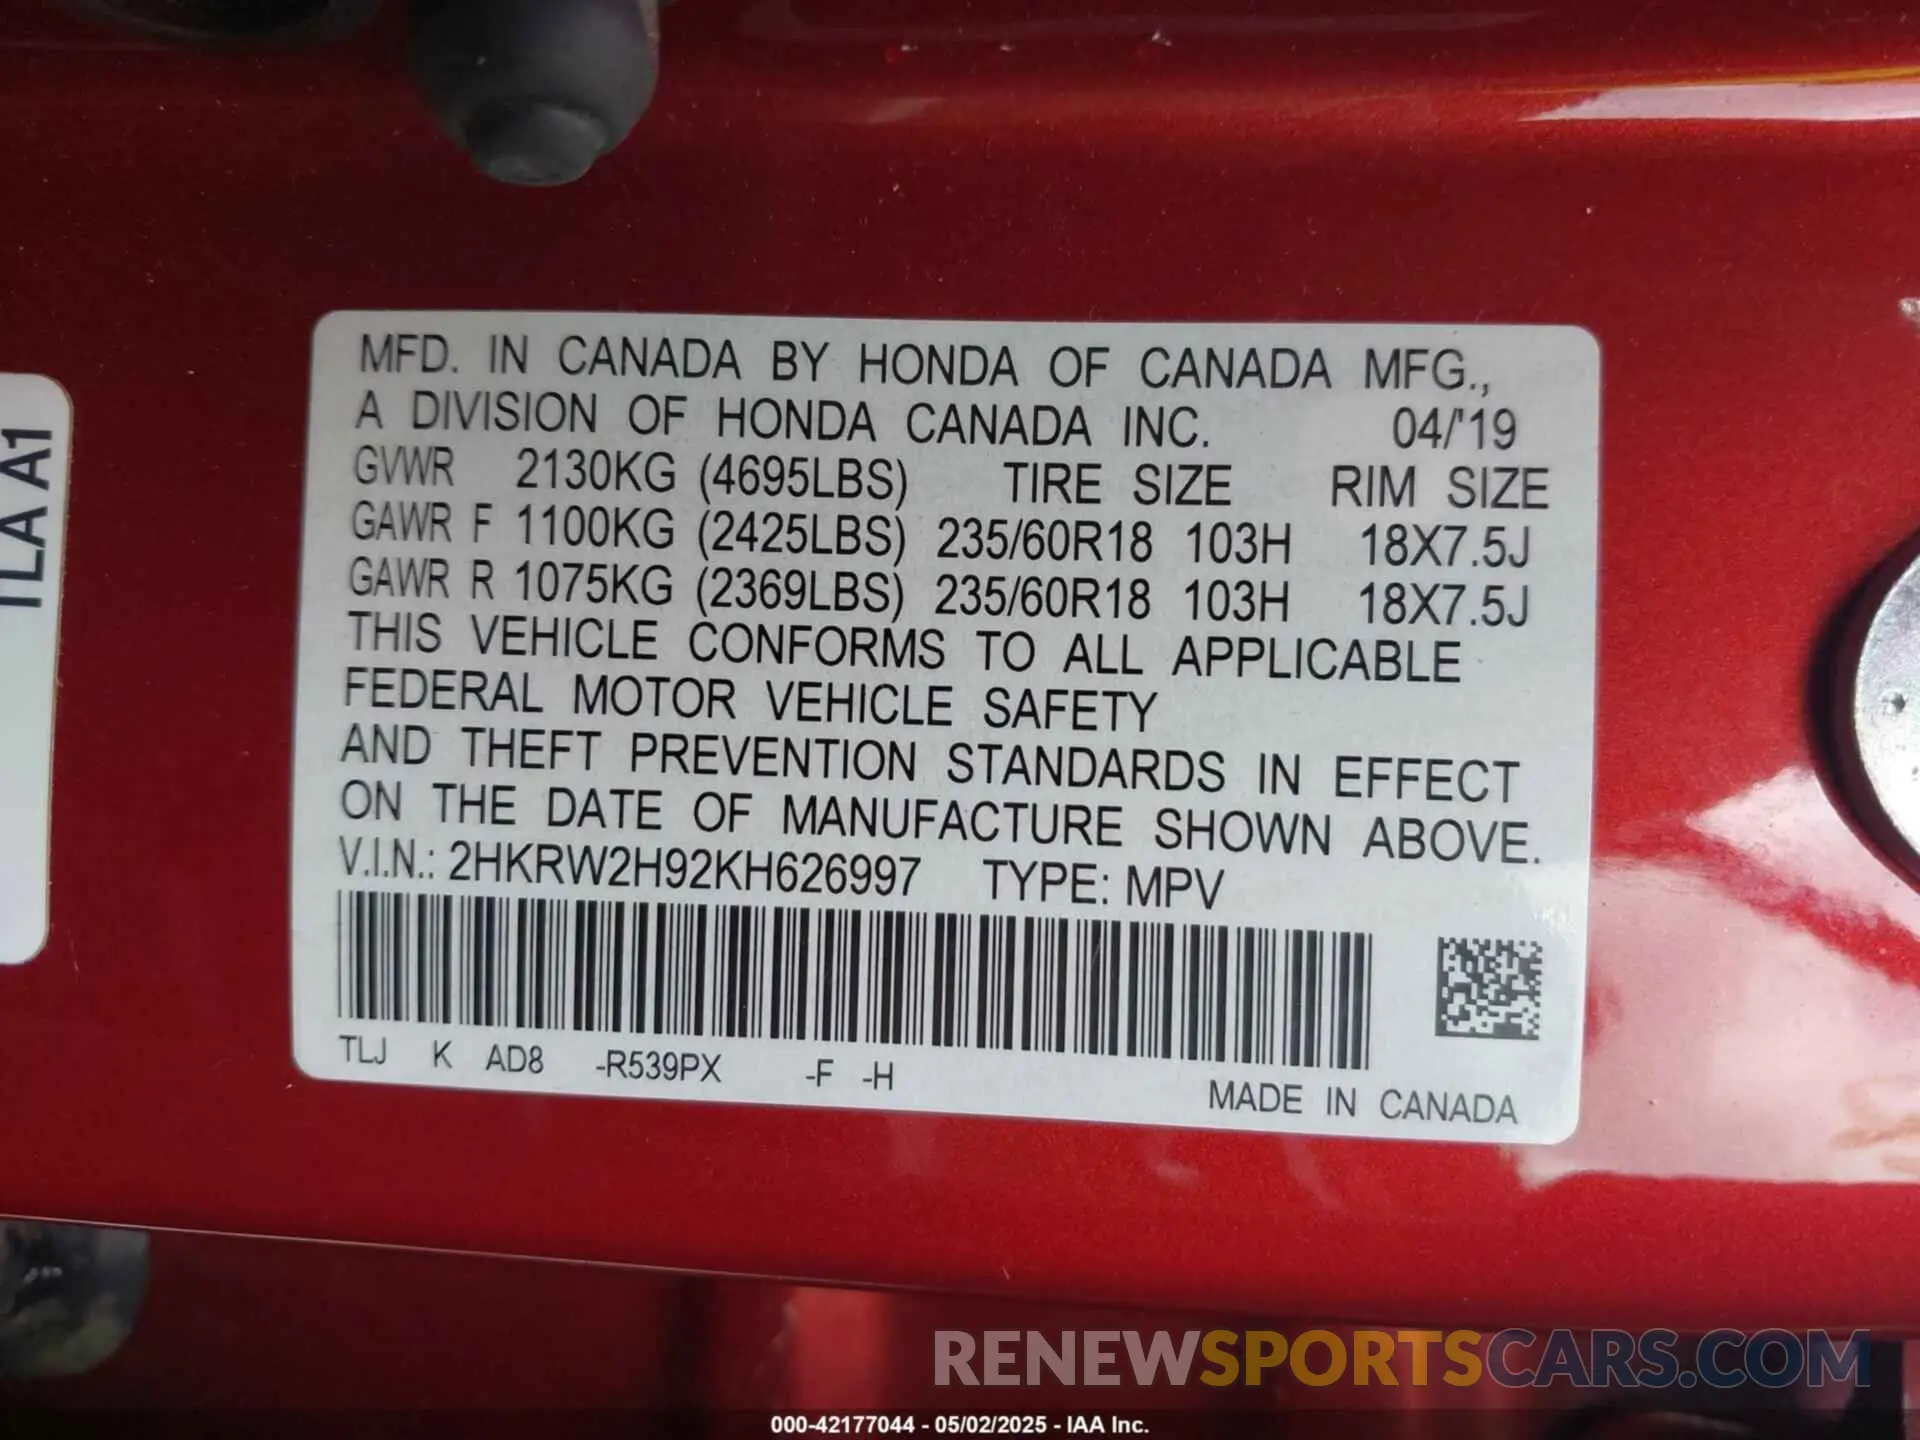 MFD. IN CANADA BY HONDA OF CANADA MFG.,
A DIVISION OF HONDA CANADA INC. 04/'19
GVWR 2130KG (4695LBS) TIRE SIZE RIM SIZE
GAWR F 1100KG (2425LBS) 235/60R18 103H 18X7.5J
GAWR R 1075KG (2369LBS) 235/60R18 103H 18X7.5J
THIS VEHICLE CONFORMS TO ALL APPLICABLE
FEDERAL MOTOR VEHICLE SAFETY
AND THEFT PREVENTION STANDARDS IN EFFECT
ON THE DATE OF MANUFACTURE SHOWN ABOVE.
V.I.N.: 2HKRW2H92KH626997 TYPE: MPV
TLJ K AD8 -R539PX -F -H
MADE IN CANADA
TLA A1
RENEWSPORTSCARS.COM
000-42177044 - 05/02/2025 - IAA Inc.